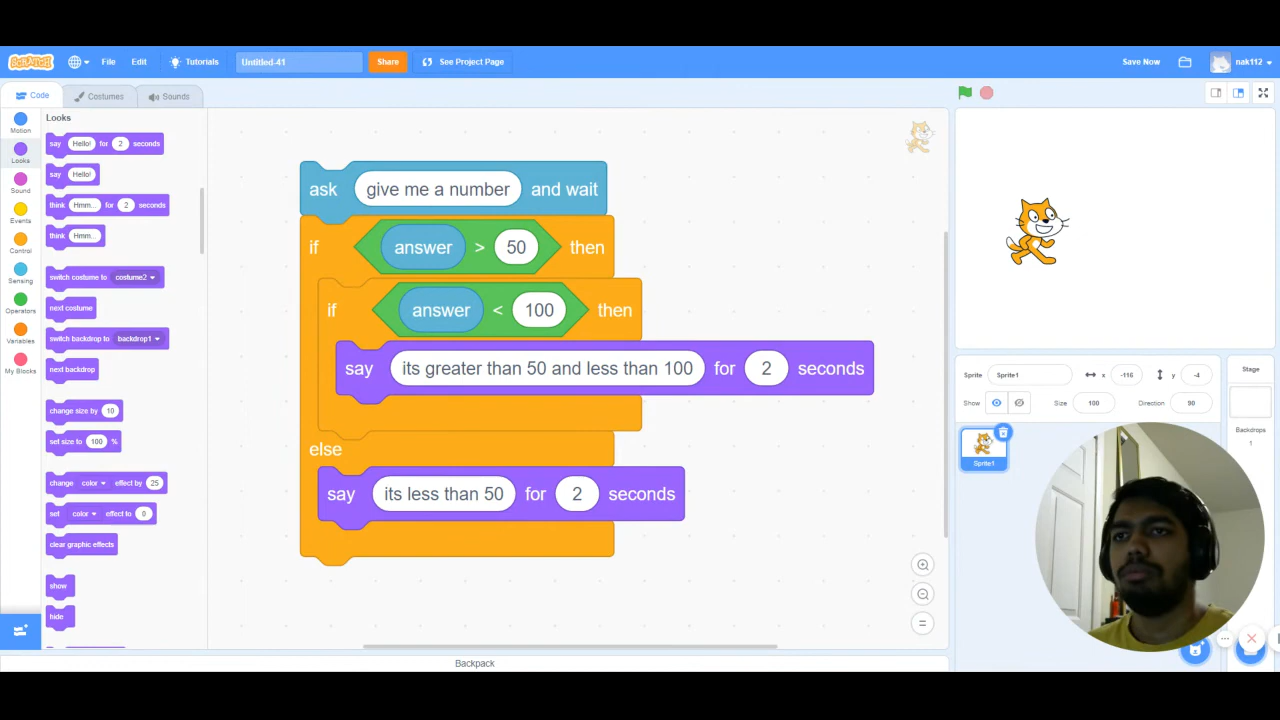 SCRATCH File Edit Tutorials Untitled-41 Share See Project Page Save Now nak112
Code Costumes Sounds
Motion
Looks
Sound
Events
Control
Sensing
Operators
Variables
My Blocks
Looks
say Hello! for 2 seconds
say Hello!
think Hmm... for 2 seconds
think Hmm...
switch costume to costume2
next costume
switch backdrop to backdrop1
next backdrop
change size by 10
set size to 100 %
change color effect by 25
set color effect to 0
clear graphic effects
show
hide
ask give me a number and wait
if answer > 50 then
if answer < 100 then
say its greater than 50 and less than 100 for 2 seconds
else
say its less than 50 for 2 seconds
Backpack
Sprite Sprite1 x -116 y -4
Show Size 100 Direction 90
Sprite1
Stage
Backdrops
1